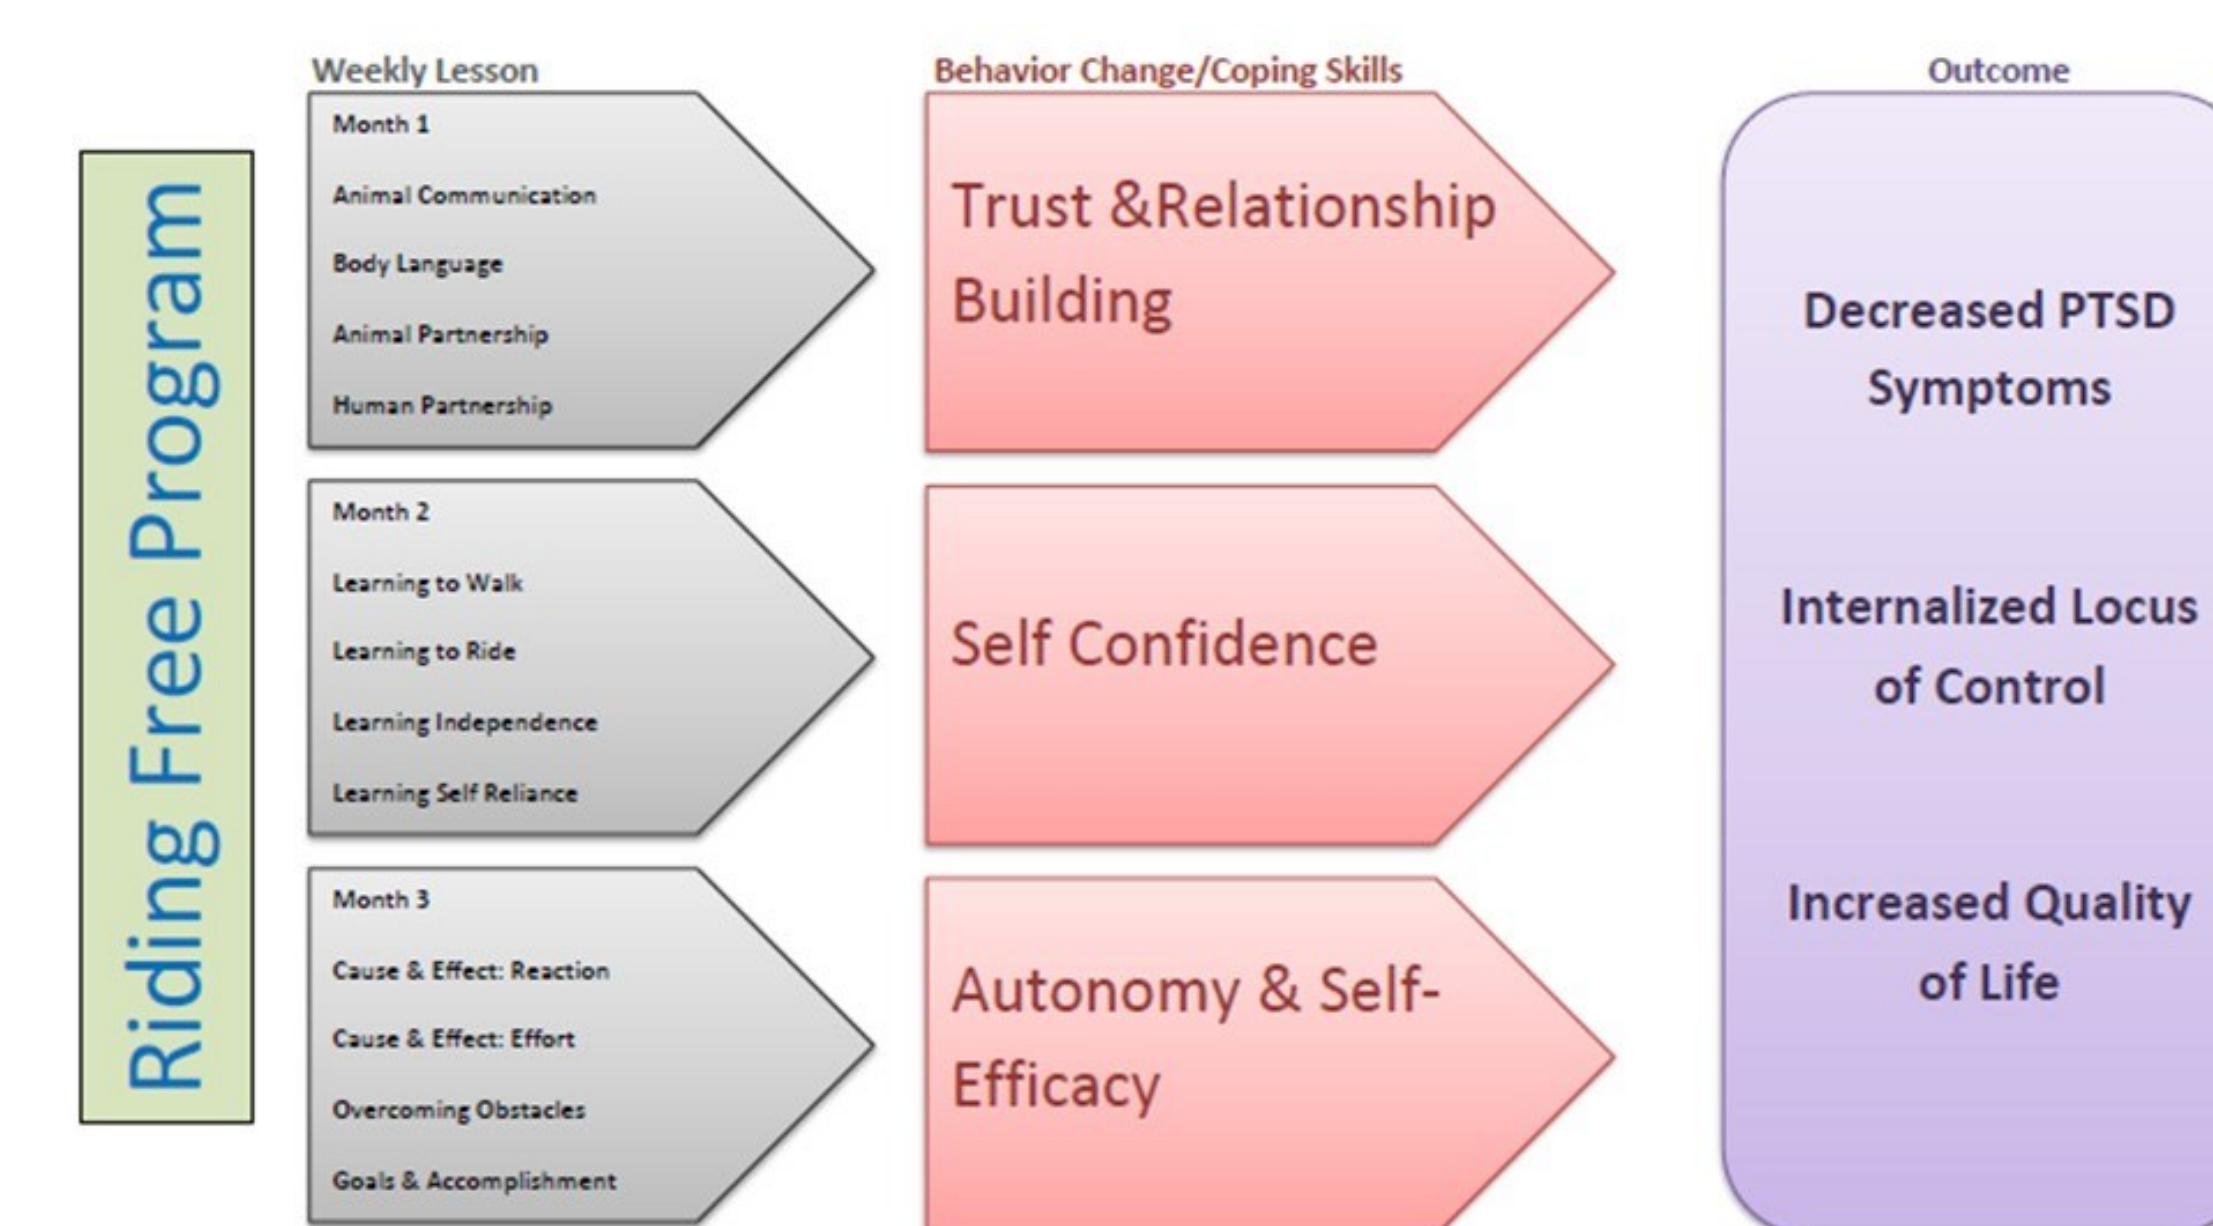 Riding Free Program
Weekly Lesson
Month 1
Animal Communication
Body Language
Animal Partnership
Human Partnership
Month 2
Learning to Walk
Learning to Ride
Learning Independence
Learning Self Reliance
Month 3
Cause & Effect: Reaction
Cause & Effect: Effort
Overcoming Obstacles
Goals & Accomplishment
Behavior Change/Coping Skills
Trust &Relationship
Building
Self Confidence
Autonomy & Self-
Efficacy
Outcome
Decreased PTSD
Symptoms
Internalized Locus
of Control
Increased Quality
of Life